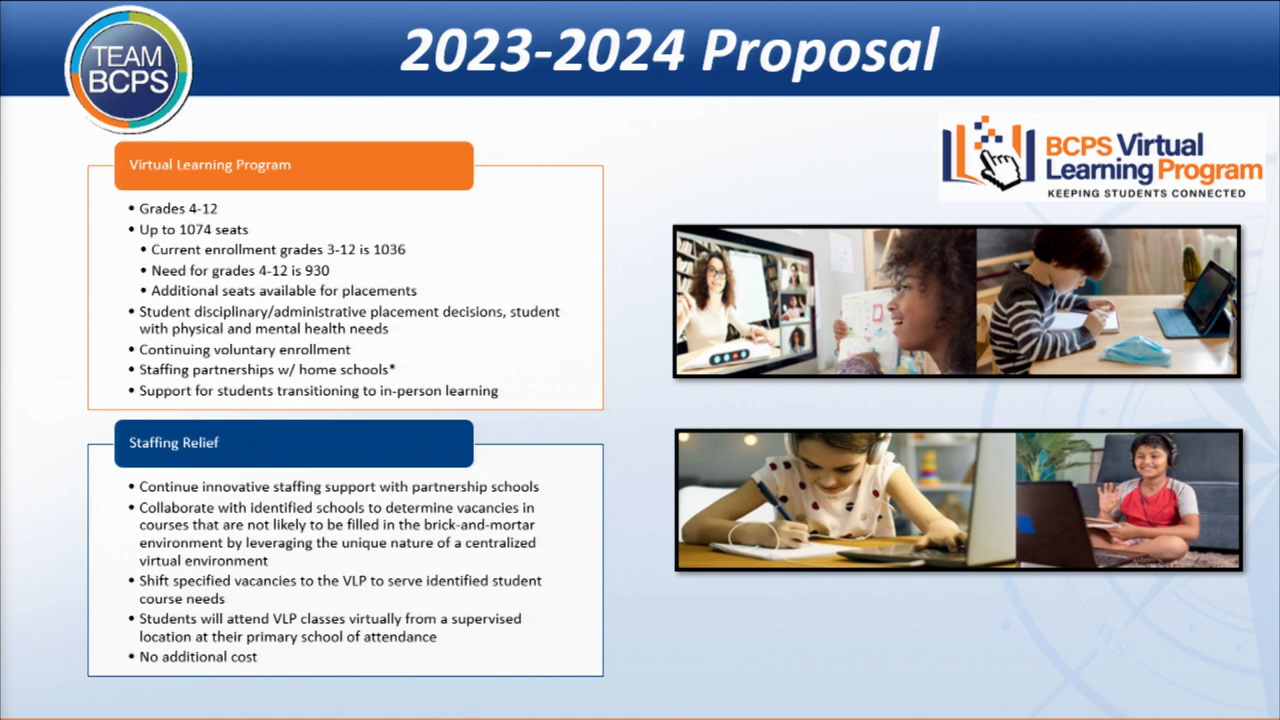 TEAM
BCPS
2023-2024 Proposal
BCPS Virtual
Learning Program
KEEPING STUDENTS CONNECTED
Virtual Learning Program
• Grades 4-12
• Up to 1074 seats
• Current enrollment grades 3-12 is 1036
• Need for grades 4-12 is 930
• Additional seats available for placements
• Student disciplinary/administrative placement decisions, student
with physical and mental health needs
• Continuing voluntary enrollment
• Staffing partnerships w/ home schools*
• Support for students transitioning to in-person learning
Staffing Relief
• Continue innovative staffing support with partnership schools
• Collaborate with identified schools to determine vacancies in
courses that are not likely to be filled in the brick-and-mortar
environment by leveraging the unique nature of a centralized
virtual environment
• Shift specified vacancies to the VLP to serve identified student
course needs
• Students will attend VLP classes virtually from a supervised
location at their primary school of attendance
• No additional cost